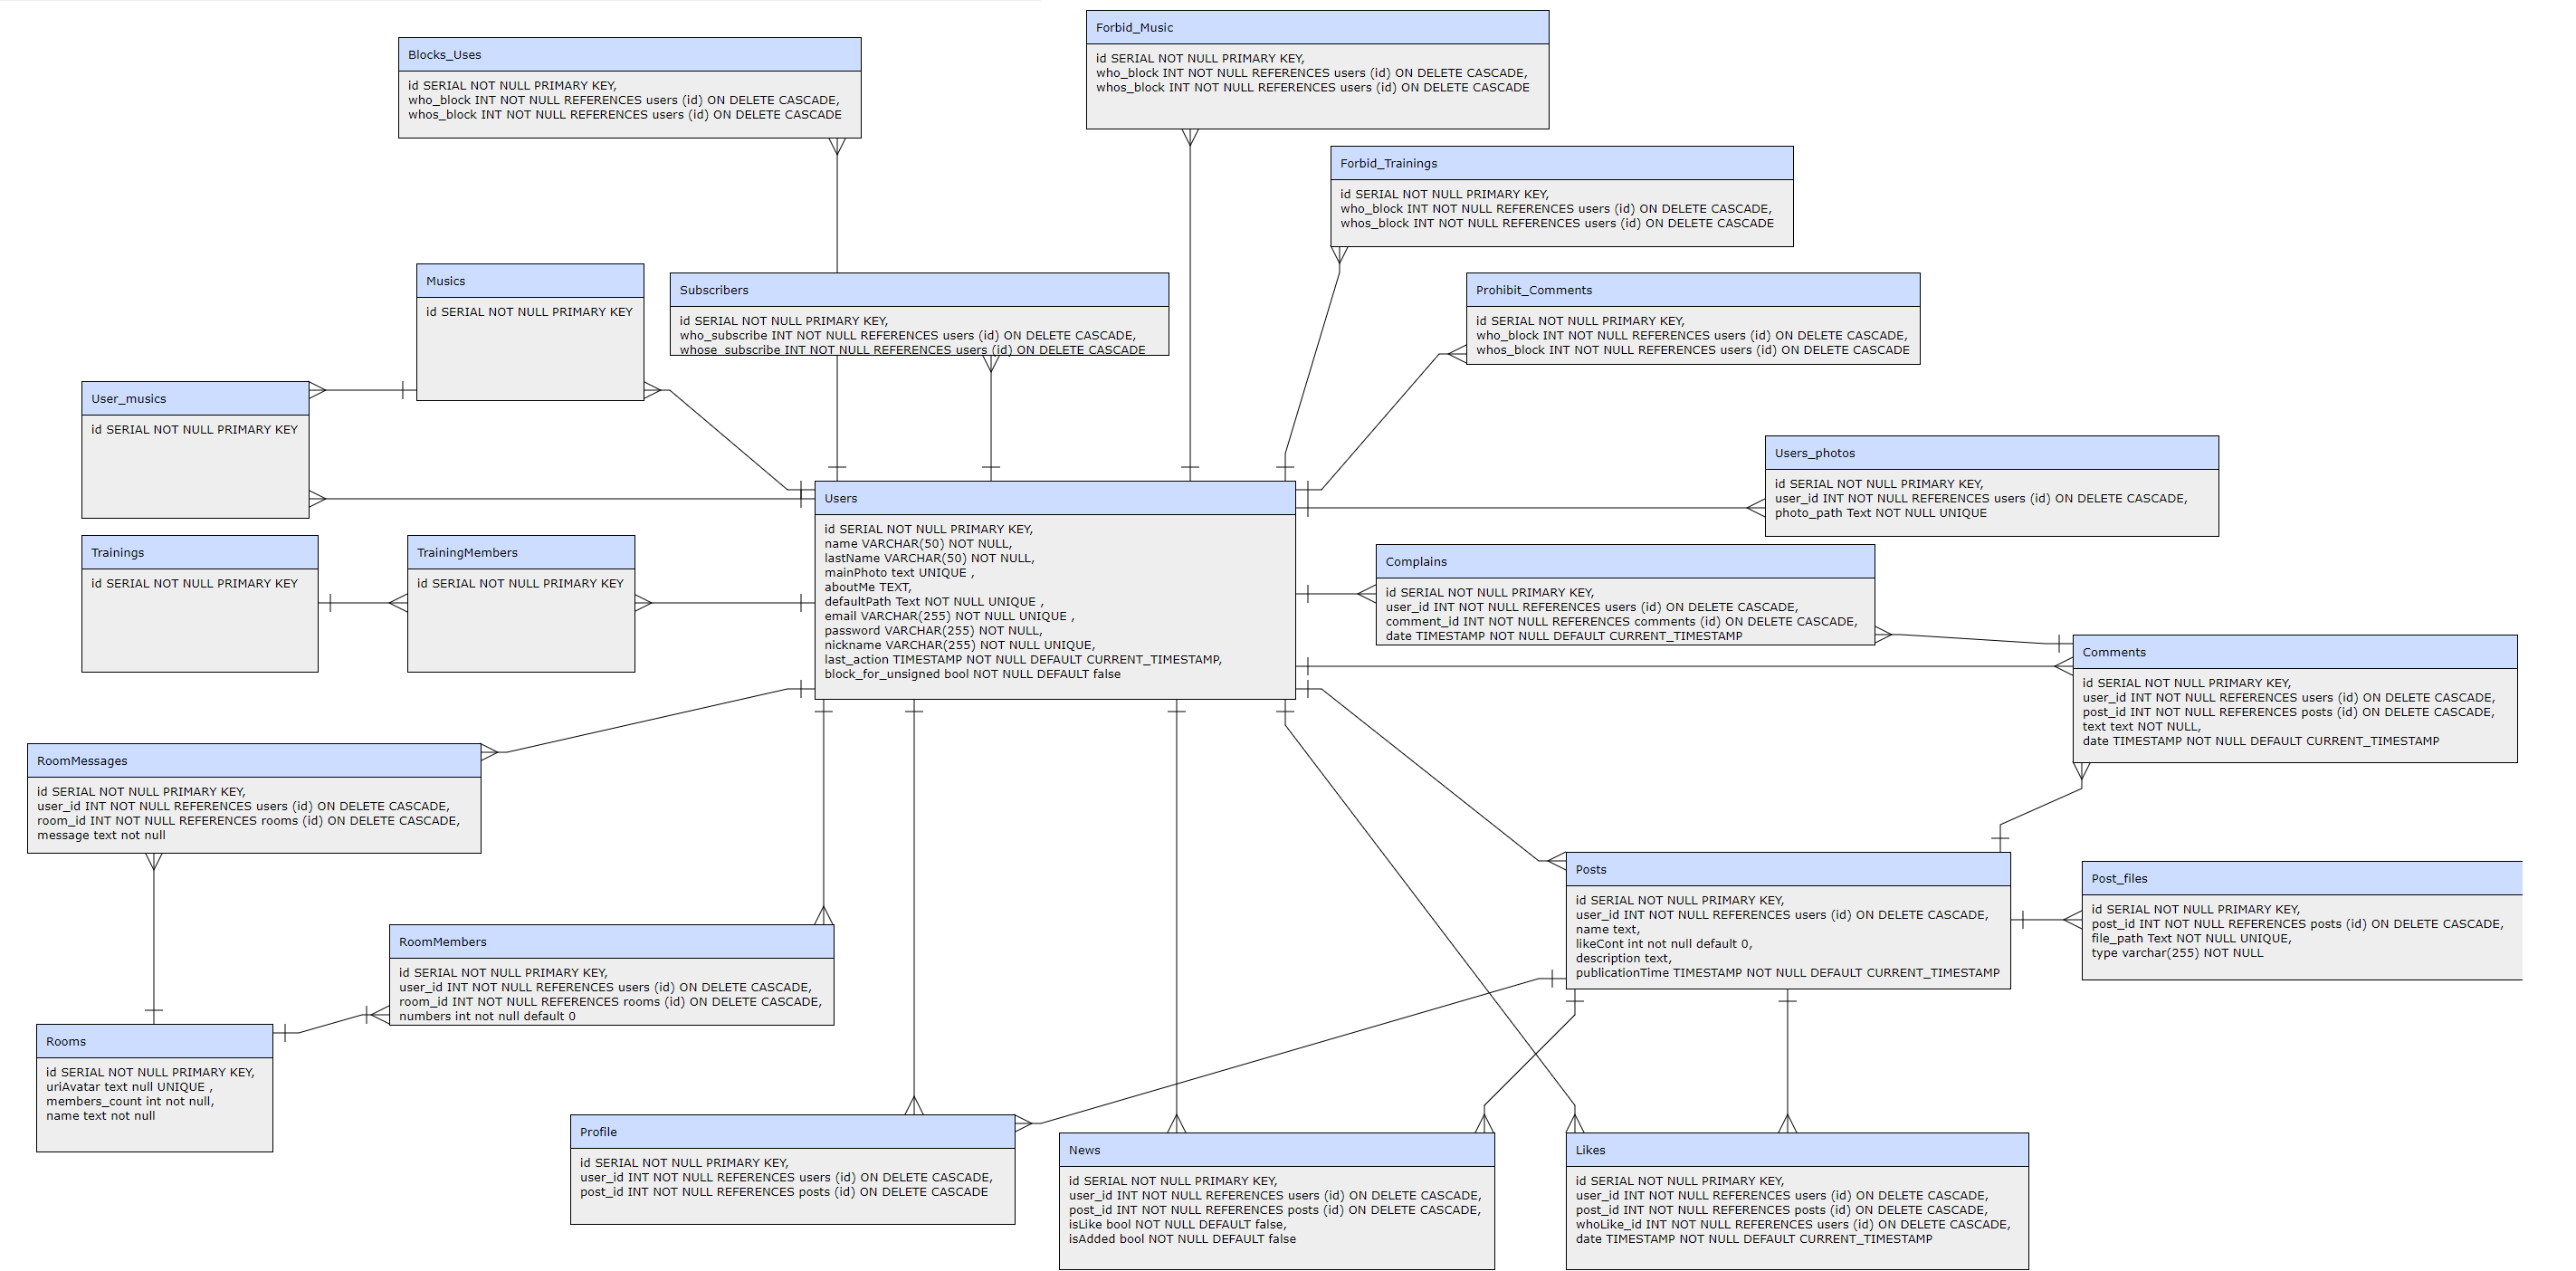 Forbid_Music
id SERIAL NOT NULL PRIMARY KEY,
who_block INT NOT NULL REFERENCES users (id) ON DELETE CASCADE,
whos_block INT NOT NULL REFERENCES users (id) ON DELETE CASCADE
Blocks_Uses
id SERIAL NOT NULL PRIMARY KEY,
who_block INT NOT NULL REFERENCES users (id) ON DELETE CASCADE,
whos_block INT NOT NULL REFERENCES users (id) ON DELETE CASCADE
Forbid_Trainings
id SERIAL NOT NULL PRIMARY KEY,
who_block INT NOT NULL REFERENCES users (id) ON DELETE CASCADE,
whos_block INT NOT NULL REFERENCES users (id) ON DELETE CASCADE
Musics
id SERIAL NOT NULL PRIMARY KEY
Subscribers
id SERIAL NOT NULL PRIMARY KEY,
who_subscribe INT NOT NULL REFERENCES users (id) ON DELETE CASCADE,
whose_subscribe INT NOT NULL REFERENCES users (id) ON DELETE CASCADE
Prohibit_Comments
id SERIAL NOT NULL PRIMARY KEY,
who_block INT NOT NULL REFERENCES users (id) ON DELETE CASCADE,
whos_block INT NOT NULL REFERENCES users (id) ON DELETE CASCADE
User_musics
id SERIAL NOT NULL PRIMARY KEY
Users_photos
id SERIAL NOT NULL PRIMARY KEY,
user_id INT NOT NULL REFERENCES users (id) ON DELETE CASCADE,
photo_path Text NOT NULL UNIQUE
Users
id SERIAL NOT NULL PRIMARY KEY,
name VARCHAR(50) NOT NULL,
lastName VARCHAR(50) NOT NULL,
mainPhoto text UNIQUE ,
aboutMe TEXT,
defaultPath Text NOT NULL UNIQUE ,
email VARCHAR(255) NOT NULL UNIQUE ,
password VARCHAR(255) NOT NULL,
nickname VARCHAR(255) NOT NULL UNIQUE,
last_action TIMESTAMP NOT NULL DEFAULT CURRENT_TIMESTAMP,
block_for_unsigned bool NOT NULL DEFAULT false
Trainings
id SERIAL NOT NULL PRIMARY KEY
TrainingMembers
id SERIAL NOT NULL PRIMARY KEY
Complains
id SERIAL NOT NULL PRIMARY KEY,
user_id INT NOT NULL REFERENCES users (id) ON DELETE CASCADE,
comment_id INT NOT NULL REFERENCES comments (id) ON DELETE CASCADE,
date TIMESTAMP NOT NULL DEFAULT CURRENT_TIMESTAMP
Comments
id SERIAL NOT NULL PRIMARY KEY,
user_id INT NOT NULL REFERENCES users (id) ON DELETE CASCADE,
post_id INT NOT NULL REFERENCES posts (id) ON DELETE CASCADE,
text text NOT NULL,
date TIMESTAMP NOT NULL DEFAULT CURRENT_TIMESTAMP
RoomMessages
id SERIAL NOT NULL PRIMARY KEY,
user_id INT NOT NULL REFERENCES users (id) ON DELETE CASCADE,
room_id INT NOT NULL REFERENCES rooms (id) ON DELETE CASCADE,
message text not null
Posts
id SERIAL NOT NULL PRIMARY KEY,
user_id INT NOT NULL REFERENCES users (id) ON DELETE CASCADE,
name text,
likeCont int not null default 0,
description text,
publicationTime TIMESTAMP NOT NULL DEFAULT CURRENT_TIMESTAMP
Post_files
id SERIAL NOT NULL PRIMARY KEY,
post_id INT NOT NULL REFERENCES posts (id) ON DELETE CASCADE,
file_path Text NOT NULL UNIQUE,
type varchar(255) NOT NULL
RoomMembers
id SERIAL NOT NULL PRIMARY KEY,
user_id INT NOT NULL REFERENCES users (id) ON DELETE CASCADE,
room_id INT NOT NULL REFERENCES rooms (id) ON DELETE CASCADE,
numbers int not null default 0
Rooms
id SERIAL NOT NULL PRIMARY KEY,
uriAvatar text null UNIQUE ,
members_count int not null,
name text not null
Profile
id SERIAL NOT NULL PRIMARY KEY,
user_id INT NOT NULL REFERENCES users (id) ON DELETE CASCADE,
post_id INT NOT NULL REFERENCES posts (id) ON DELETE CASCADE
News
id SERIAL NOT NULL PRIMARY KEY,
user_id INT NOT NULL REFERENCES users (id) ON DELETE CASCADE,
post_id INT NOT NULL REFERENCES posts (id) ON DELETE CASCADE,
isLike bool NOT NULL DEFAULT false,
isAdded bool NOT NULL DEFAULT false
Likes
id SERIAL NOT NULL PRIMARY KEY,
user_id INT NOT NULL REFERENCES users (id) ON DELETE CASCADE,
post_id INT NOT NULL REFERENCES posts (id) ON DELETE CASCADE,
whoLike_id INT NOT NULL REFERENCES users (id) ON DELETE CASCADE,
date TIMESTAMP NOT NULL DEFAULT CURRENT_TIMESTAMP